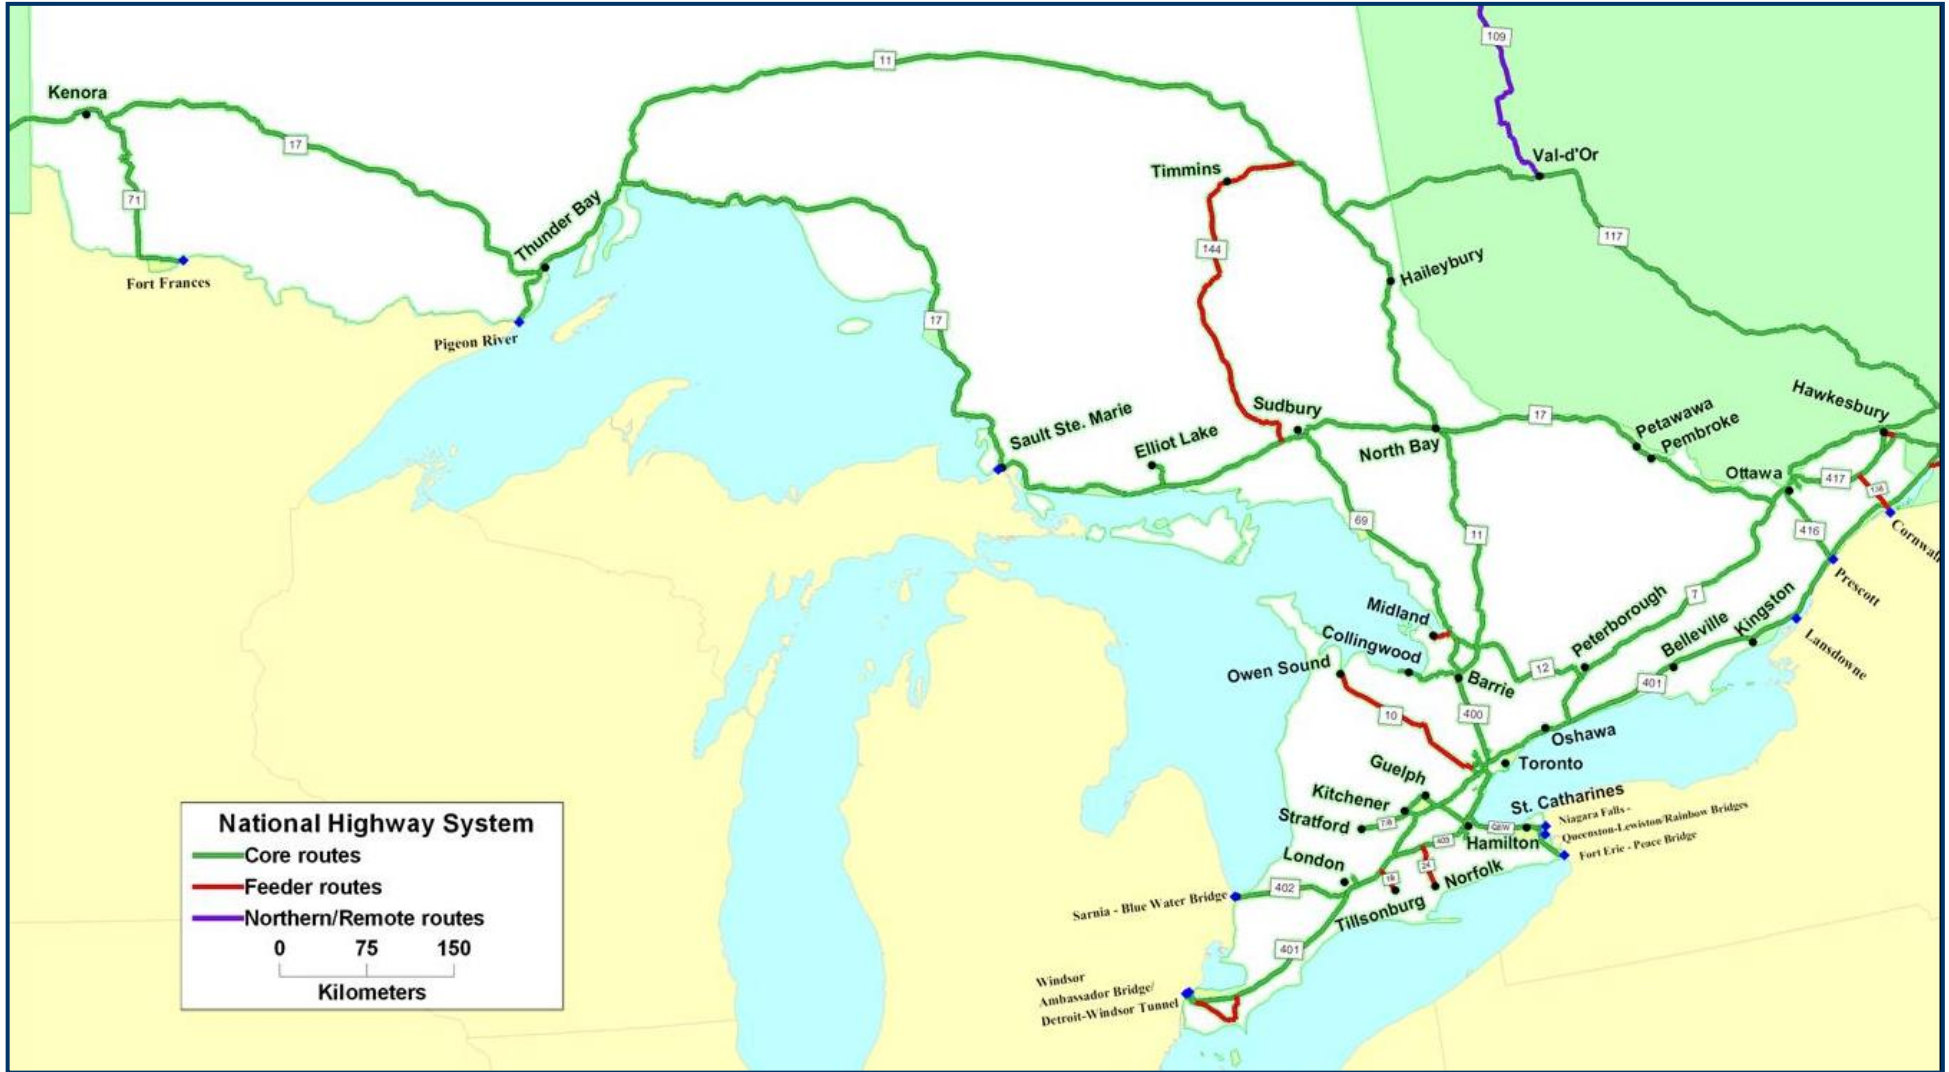 109
11
Kenora
17
Val-d'Or
Timmins
71
Thunder Bay
117
144
Haileybury
Fort Frances
17
Pigeon River
Hawkesbury
Sault Ste. Marie
Elliot Lake
Sudbury
17
Petawawa
Pembroke
North Bay
Ottawa
417
138
69
11
416
Cornwall
Prescott
7
Midland
Collingwood
Peterborough
Belleville
Kingston
Owen Sound
12
Barrie
401
Lansdowne
10
400
Oshawa
Guelph
Toronto
Kitchener
St. Catharines
Stratford
7/8
QEW
Niagara Falls -
Queenston-Lewiston/Rainbow Bridges
403
Hamilton
Fort Erie - Peace Bridge
London
24
19
Norfolk
402
Sarnia - Blue Water Bridge
Tillsonburg
401
Windsor
Ambassador Bridge/
Detroit-Windsor Tunnel
National Highway System
Core routes
Feeder routes
Northern/Remote routes
0 75 150
Kilometers